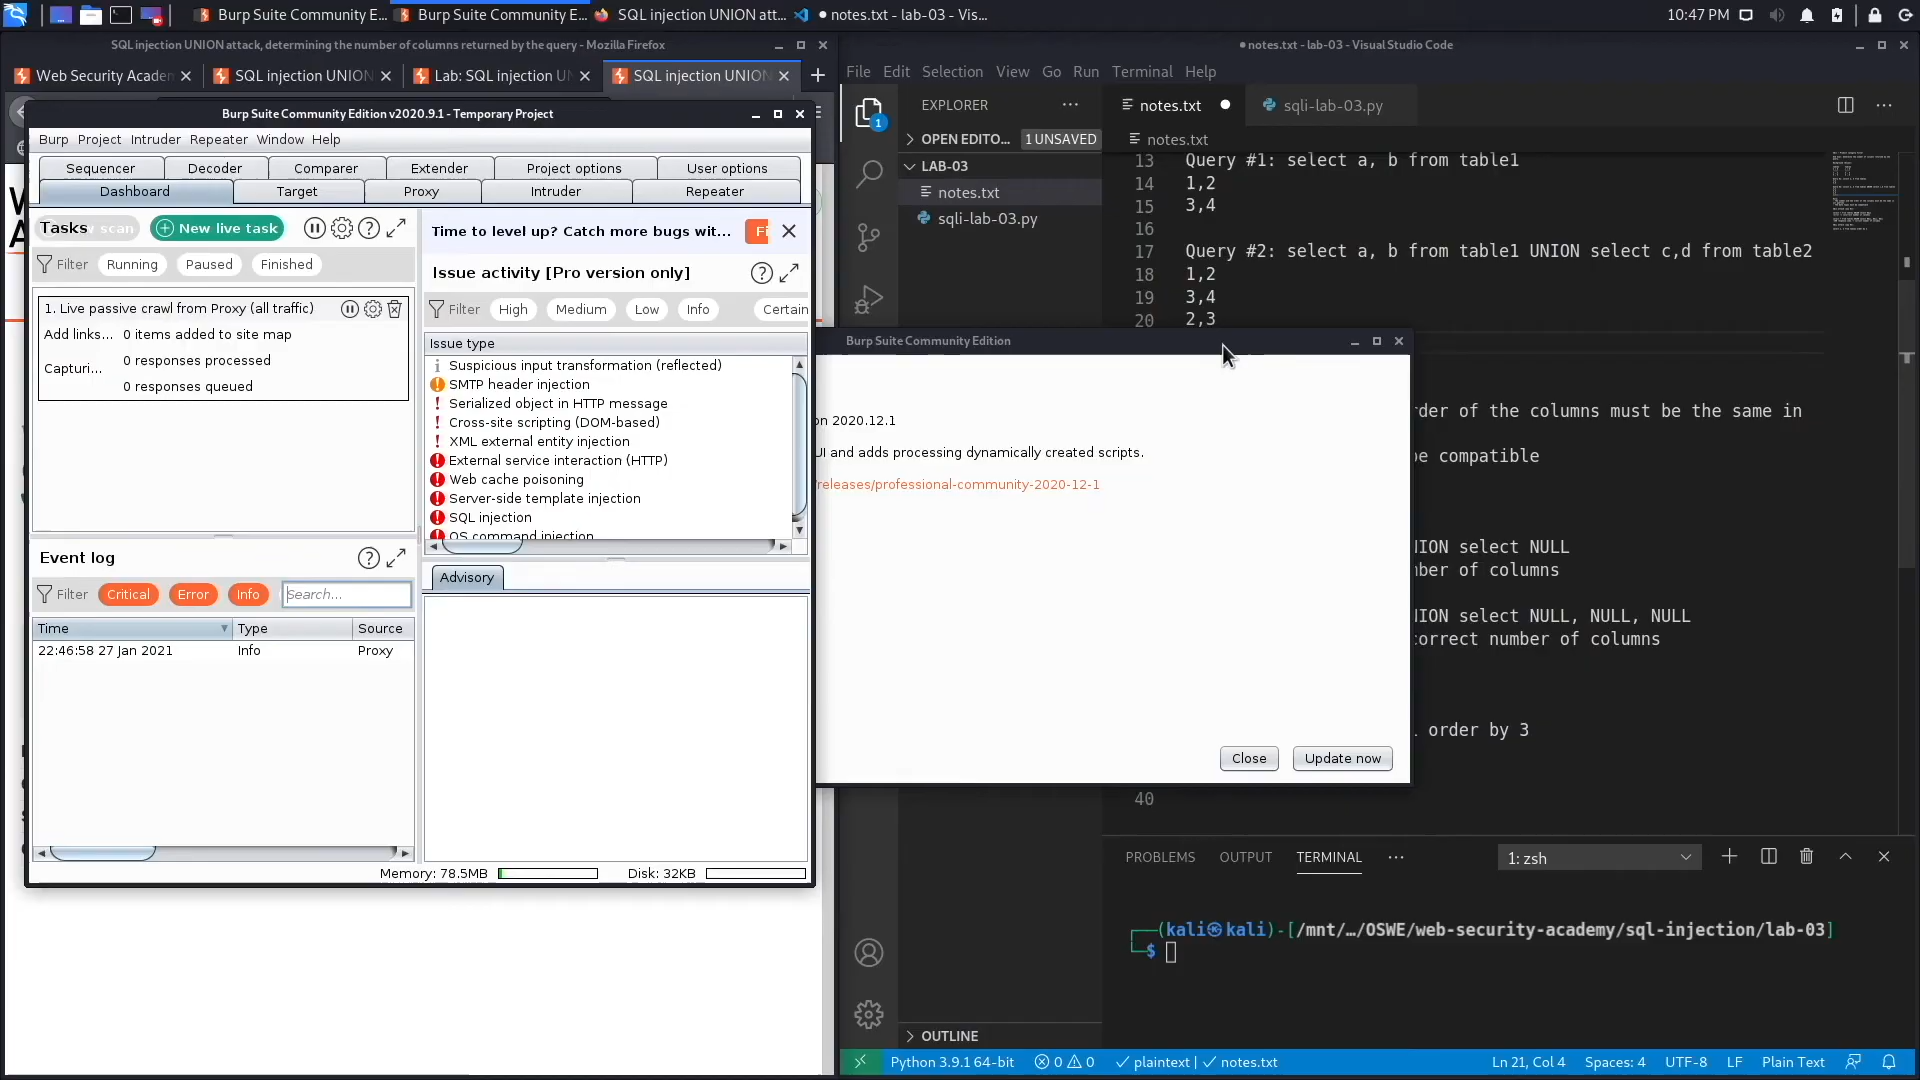 Burp Suite Community E...
Burp Suite Community E...
SQL injection UNION att...
● notes.txt - lab-03 - Vis...
10:47 PM
SQL injection UNION attack, determining the number of columns returned by the query - Mozilla Firefox
Web Security Academ
SQL injection UNION
Lab: SQL injection U
SQL injection UNION
Burp Suite Community Edition v2020.9.1 - Temporary Project
Burp Project Intruder Repeater Window Help
Sequencer Decoder Comparer Extender Project options User options
Dashboard Target Proxy Intruder Repeater
Tasks
scan
New live task
Filter Running Paused Finished
1. Live passive crawl from Proxy (all traffic)
Add links... 0 items added to site map
0 responses processed
Capturi...
0 responses queued
Time to level up? Catch more bugs wit...
Fi
Issue activity [Pro version only]
Filter High Medium Low Info Certain
Issue type
Suspicious input transformation (reflected)
SMTP header injection
Serialized object in HTTP message
Cross-site scripting (DOM-based)
XML external entity injection
External service interaction (HTTP)
Web cache poisoning
Server-side template injection
SQL injection
OS command injection
Advisory
Event log
Filter Critical Error Info Search...
Time Type Source
22:46:58 27 Jan 2021 Info Proxy
Memory: 78.5MB Disk: 32KB
Burp Suite Community Edition
on 2020.12.1
UI and adds processing dynamically created scripts.
/releases/professional-community-2020-12-1
Close Update now
● notes.txt - lab-03 - Visual Studio Code
File Edit Selection View Go Run Terminal Help
EXPLORER
1
OPEN EDITO... 1 UNSAVED
LAB-03
notes.txt
sqli-lab-03.py
OUTLINE
notes.txt ● sqli-lab-03.py
notes.txt
13 Query #1: select a, b from table1
14 1,2
15 3,4
16
17 Query #2: select a, b from table1 UNION select c,d from table2
18 1,2
19 3,4
20 2,3
der of the columns must be the same in
be compatible
NION select NULL
mber of columns
NION select NULL, NULL, NULL
correct number of columns
order by 3
40
PROBLEMS OUTPUT TERMINAL
1: zsh
(kali㉿kali)-[/mnt/…/OSWE/web-security-academy/sql-injection/lab-03]
$
Python 3.9.1 64-bit 0 0 plaintext | notes.txt Ln 21, Col 4 Spaces: 4 UTF-8 LF Plain Text